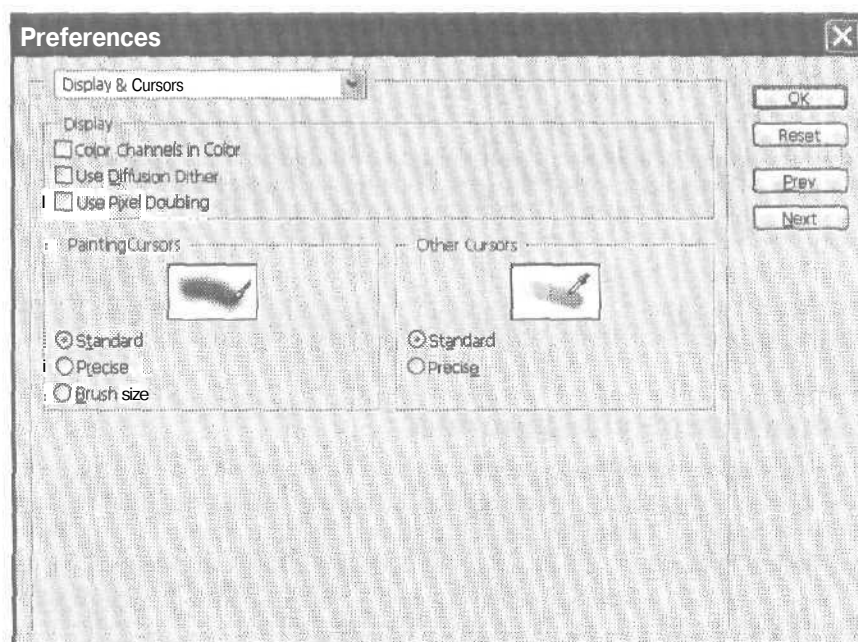 Preferences
Display & Cursors
OK
Display
Color Channels in Color
Reset
Use Diffusion Dither
Prev
Use Pixel Doubling
Next
Painting Cursors
Other Cursors
Standard
Standard
Precise
Precise
Brush size